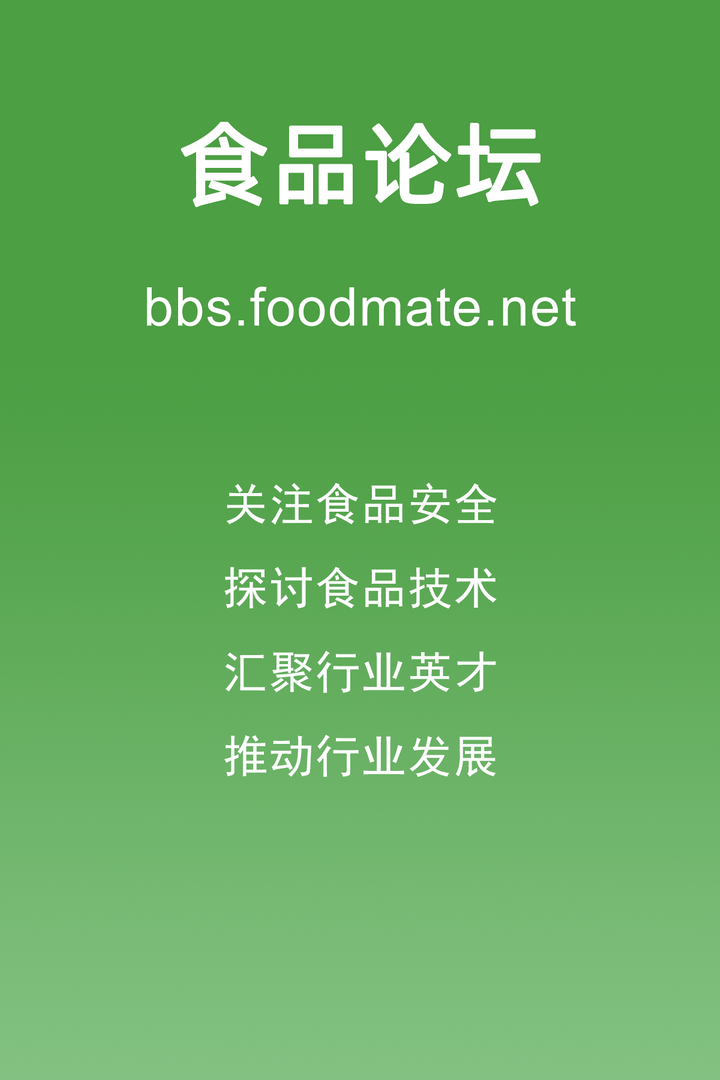 食品论坛
bbs.foodmate.net
关注食品安全
探讨食品技术
汇聚行业英才
推动行业发展